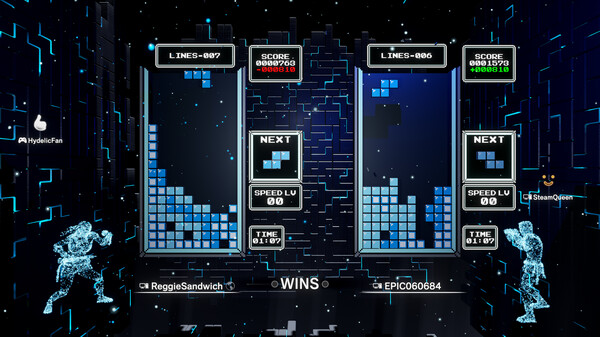 LINES-007
SCORE
0000763
-000810
LINES-006
SCORE
0001573
+000810
HydelicFan
NEXT
NEXT
SPEED LV
00
SPEED LV
00
SteamQueen
TIME
01:07
TIME
01:07
ReggieSandwich
WINS
EPIC060684